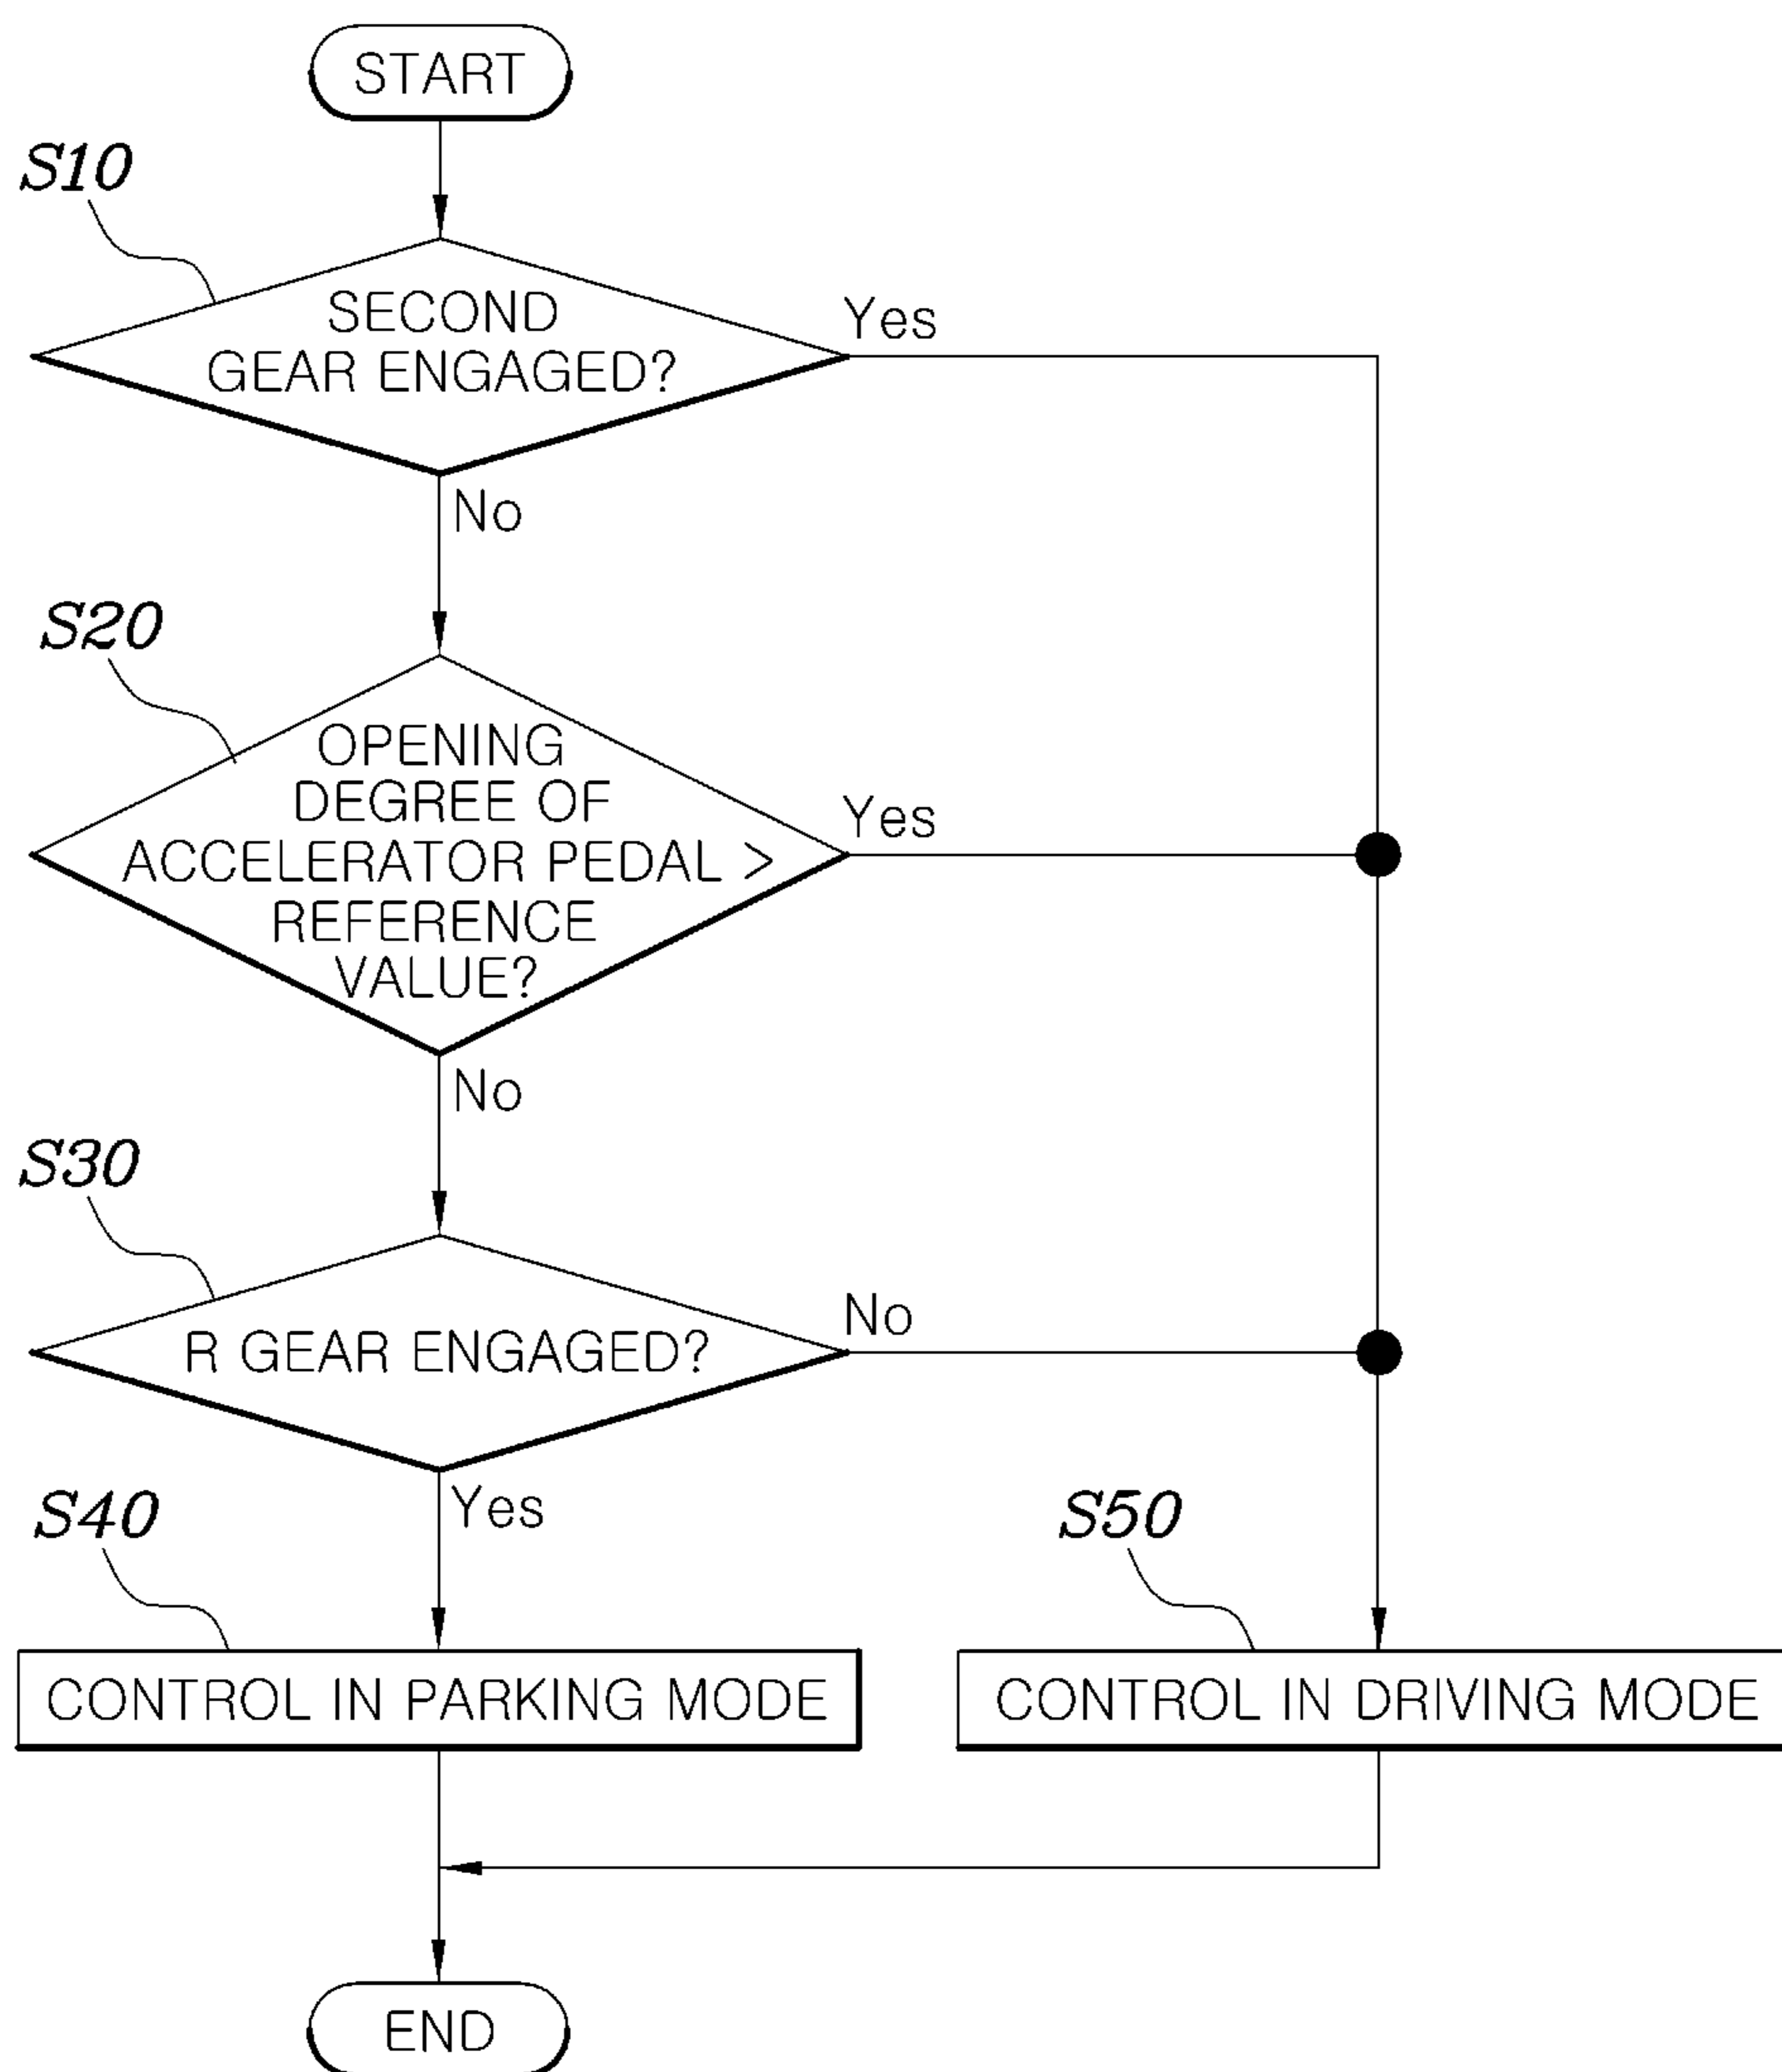 START
S10
SECOND
GEAR ENGAGED?
Yes
No
S20
OPENING
DEGREE OF
ACCELERATOR PEDAL >
REFERENCE
VALUE?
Yes
No
S30
R GEAR ENGAGED?
No
Yes
S40
CONTROL IN PARKING MODE
S50
CONTROL IN DRIVING MODE
END